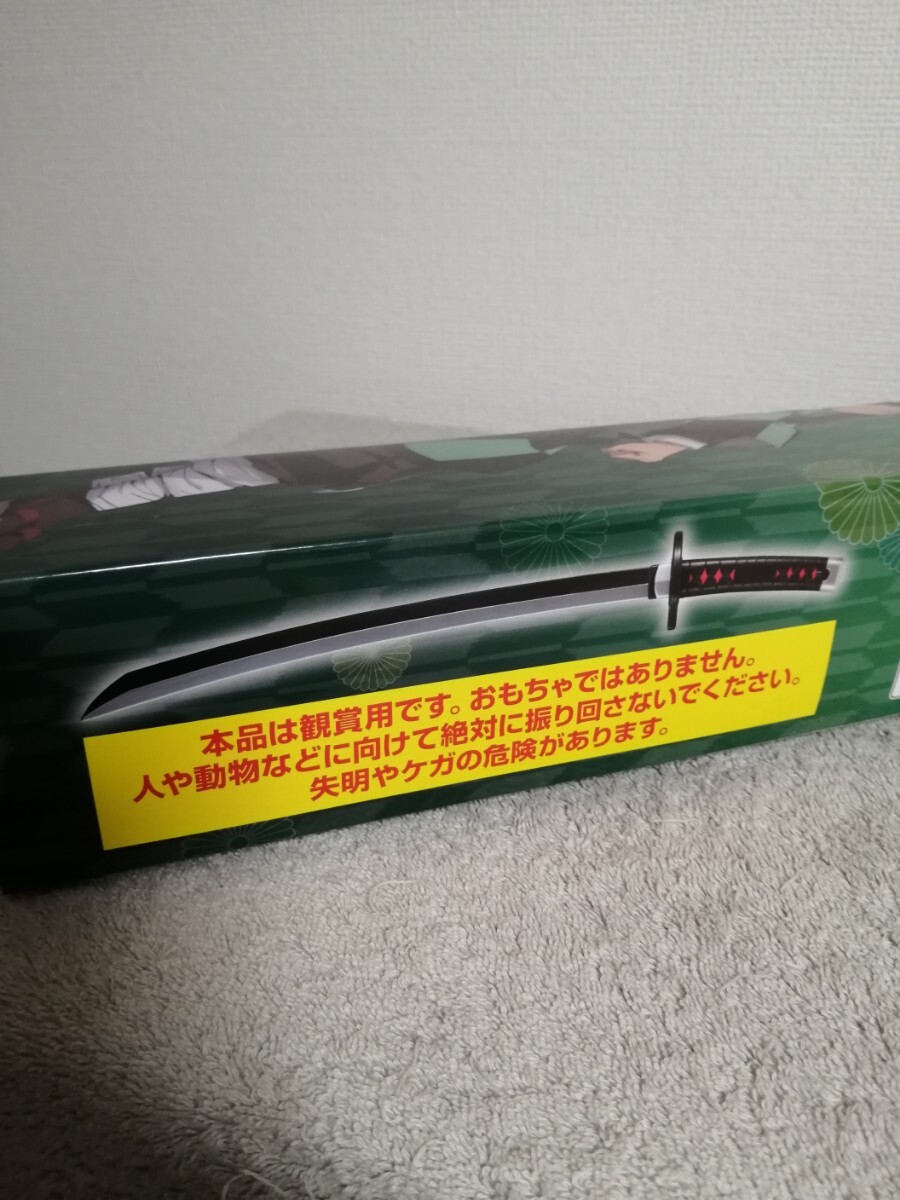 本品は観賞用です。おもちゃではありません。
人や動物などに向けて絶対に振り回さないでください。
失明やケガの危険があります。